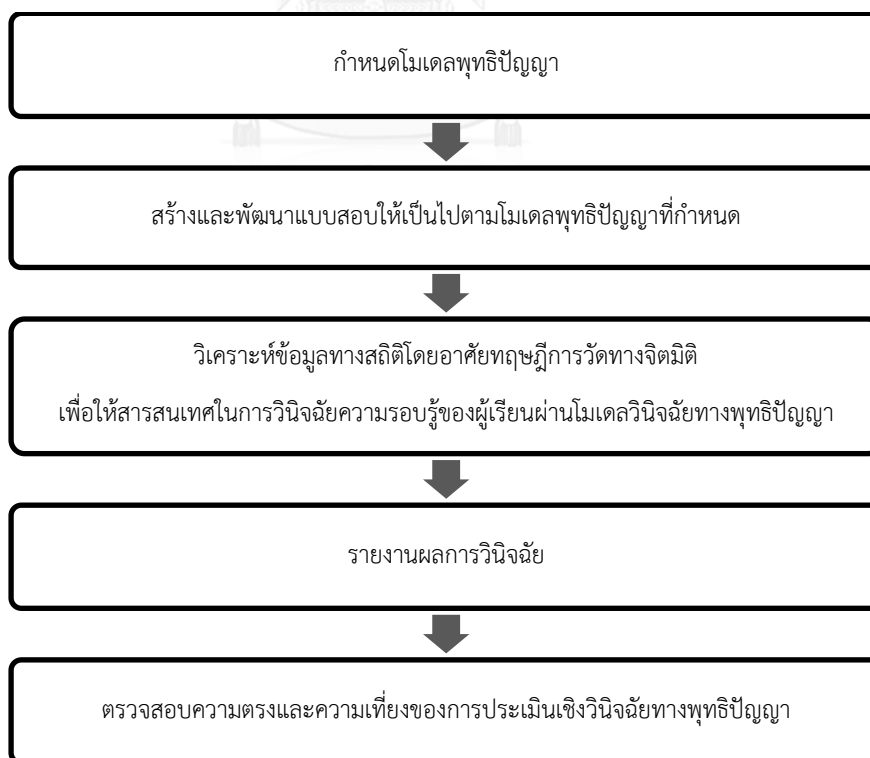 กำหนดโมเดลพุทธิปัญญา
สร้างและพัฒนาแบบสอบให้เป็นไปตามโมเดลพุทธิปัญญาที่กำหนด
วิเคราะห์ข้อมูลทางสถิติโดยอาศัยทฤษฎีการวัดทางจิตมิติ
เพื่อให้สารสนเทศในการวินิจฉัยความรอบรู้ของผู้เรียนผ่านโมเดลวินิจฉัยทางพุทธิปัญญา
รายงานผลการวินิจฉัย
ตรวจสอบความตรงและความเที่ยงของการประเมินเชิงวินิจฉัยทางพุทธิปัญญา